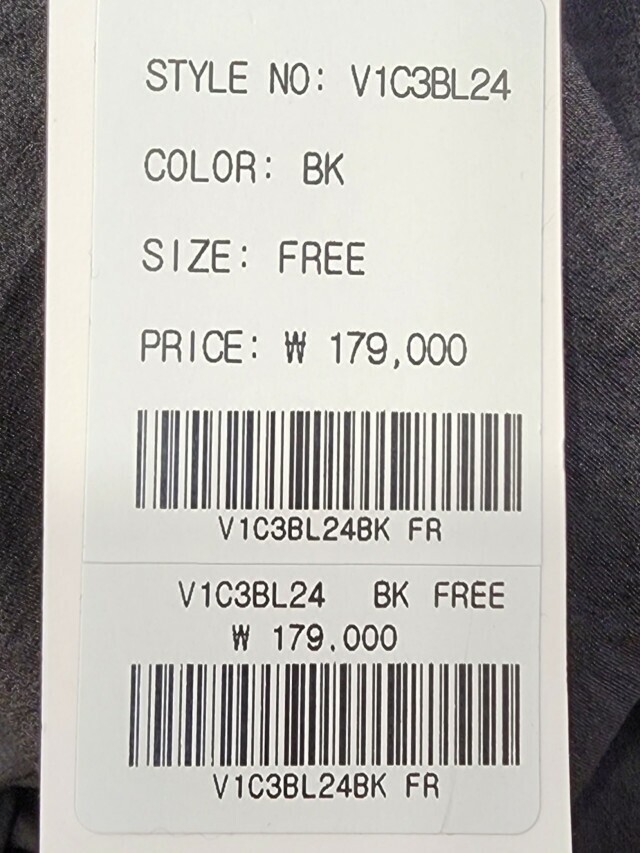 STYLE NO: V1C3BL24
COLOR: BK
SIZE: FREE
PRICE: ₩ 179,000
V1C3BL24BK FR
V1C3BL24 BK FREE
₩ 179.000
V1C3BL24BK FR